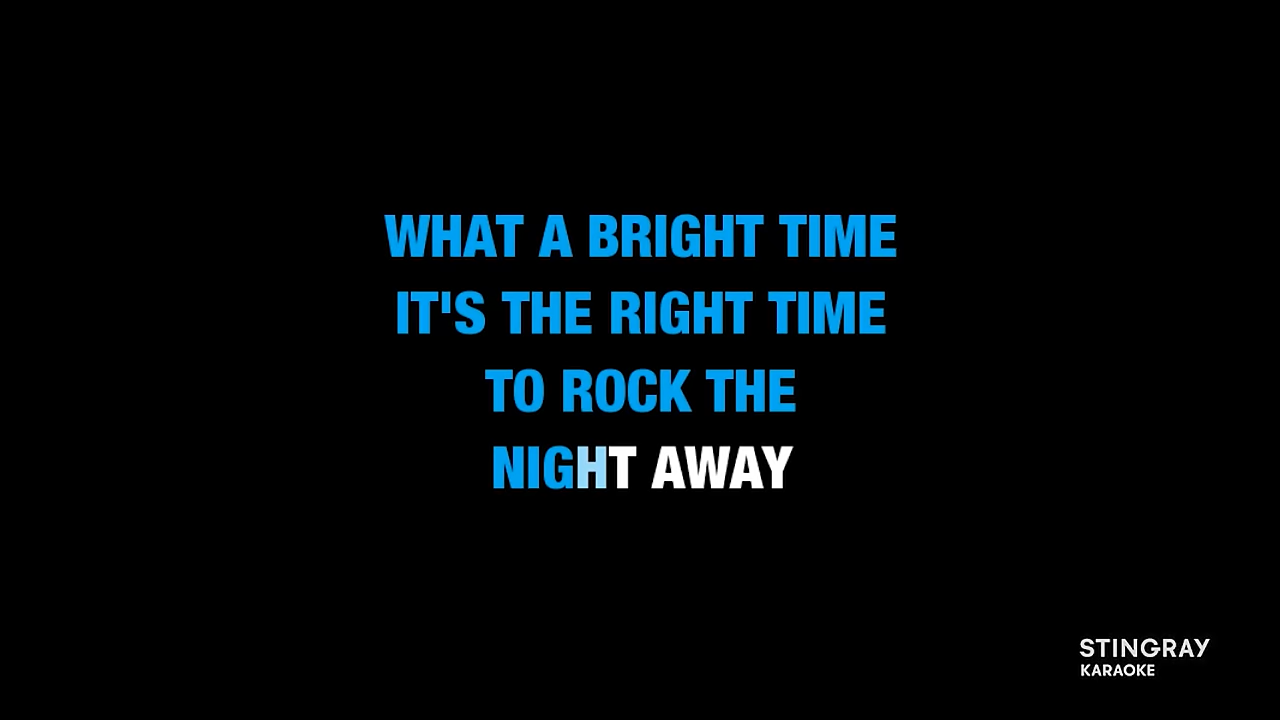 WHAT A BRIGHT TIME
IT'S THE RIGHT TIME
TO ROCK THE
NIGHT AWAY
STINGRAY
KARAOKE